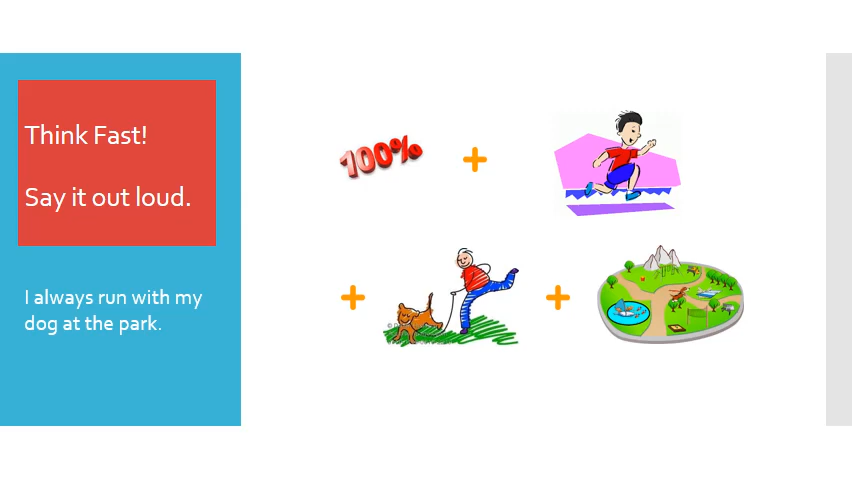 Think Fast!
Say it out loud.
I always run with my
dog at the park.
100%
+
+
+